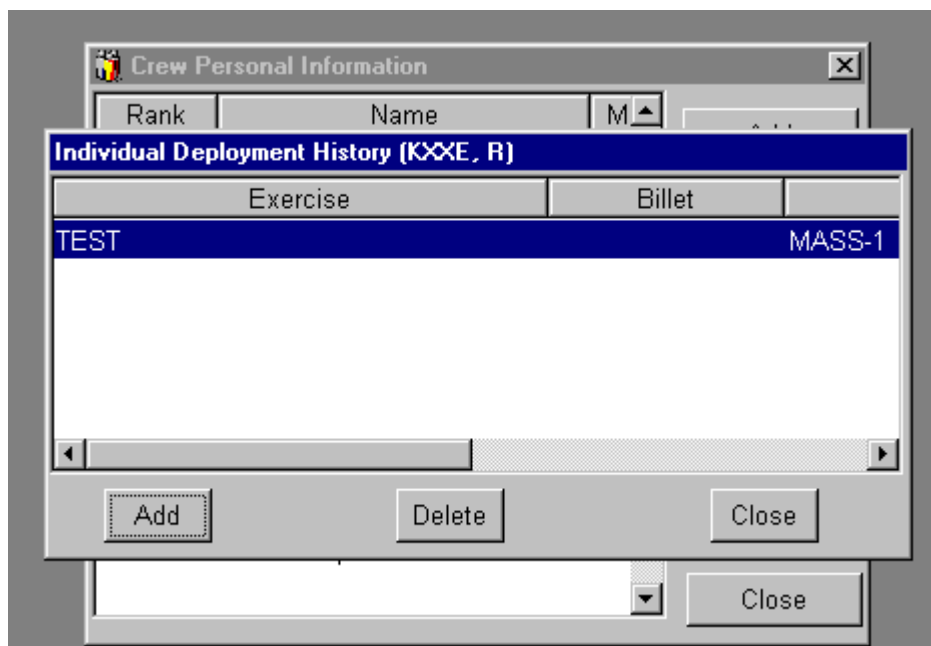 Crew Personal Information
Rank Name M
Individual Deployment History (KXXE, R)
Exercise Billet
TEST MASS-1
Add Delete Close
Close